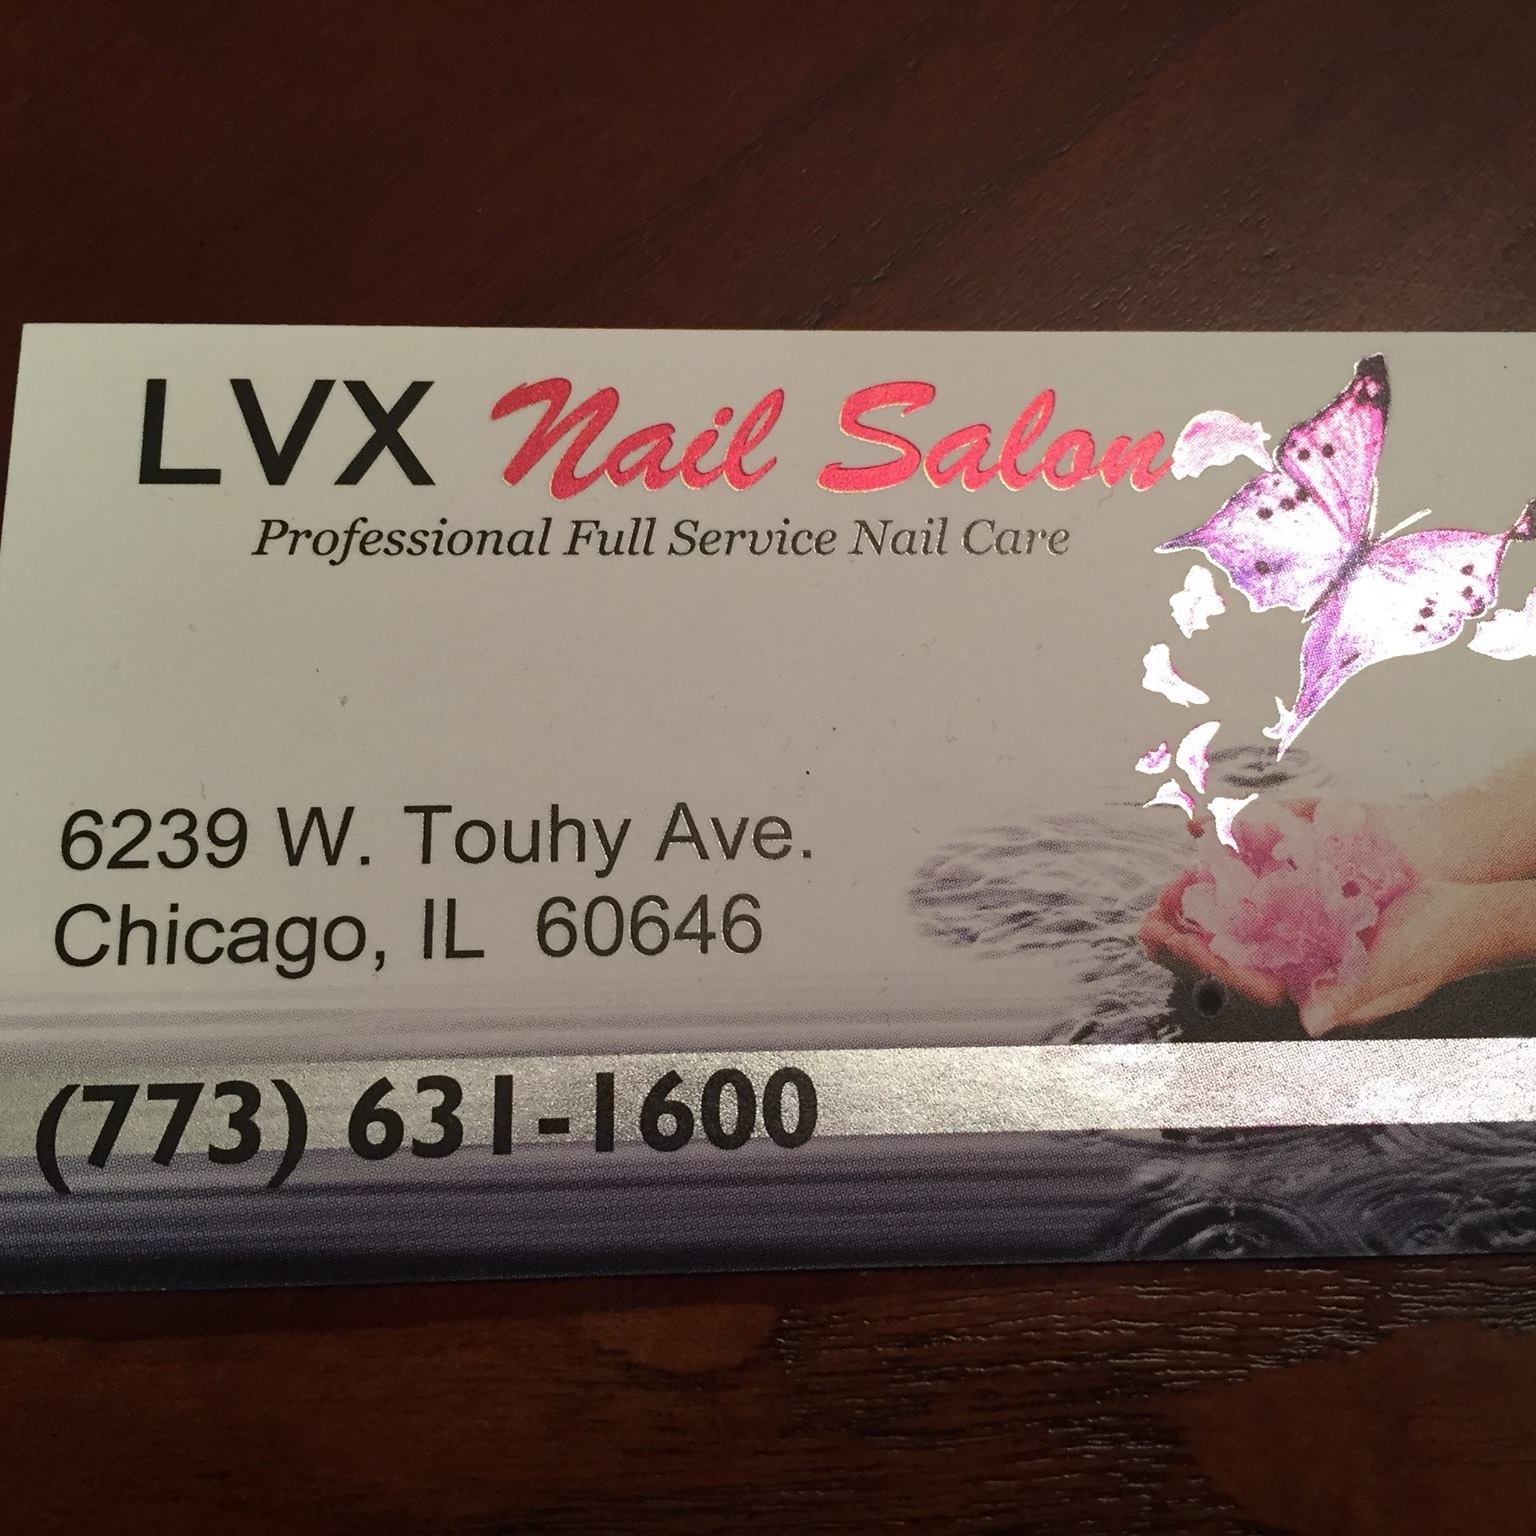 LVX Nail Salon
Professional Full Service Nail Care
6239 W. Touhy Ave.
Chicago, IL 60646
(773) 631-1600